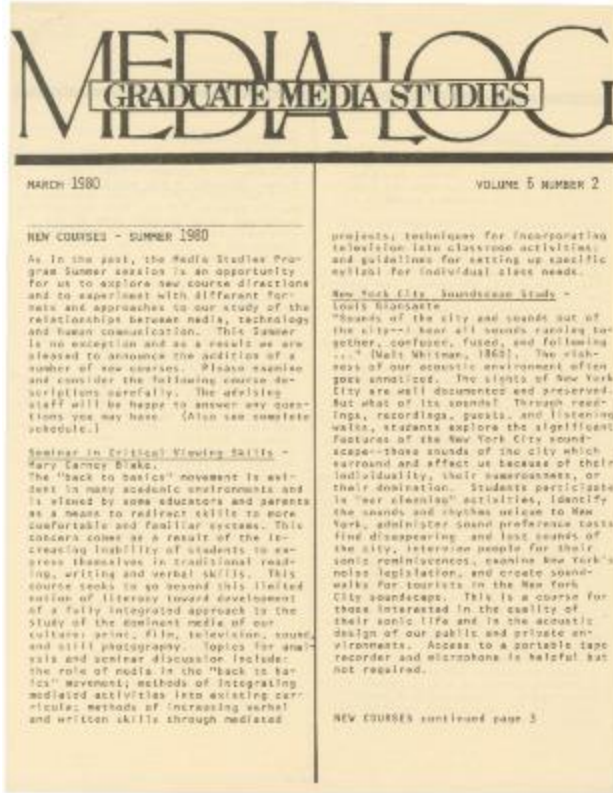 MEDIA LOG
GRADUATE MEDIA STUDIES
MARCH 1980
VOLUME 5 NUMBER 2
NEW COURSES - SUMMER 1980
As in the past, the Media Studies Pro-
gram Summer session is an opportunity
for us to explore new course directions
and to experiment with different for-
mats and approaches to our study of the
relationships between media, technology
and human communication. This Summer
is no exception and as a result we are
pleased to announce the addition of a
number of new courses. Please examine
and consider the following course de-
scriptions carefully. The advising
staff will be happy to answer any ques-
tions you may have. (Also see complete
schedule.)
Seminar in Critical Viewing Skills -
Mary Carney Blake.
The "back to basics" movement is evi-
dent in many academic environments and
is viewed by some educators and parents
as a means to redirect skills to more
comfortable and familiar systems. This
concern comes as a result of the in-
creasing inability of students to ex-
press themselves in traditional read-
ing, writing and verbal skills. This
course seeks to go beyond this limited
notion of literacy toward development
of a fully integrated approach to the
study of the dominant media of our
culture: print, film, television, sound,
and still photography. Topics for anal-
ysis and seminar discussion include:
the role of media in the "back to ba-
sics" movement; methods of integrating
mediated activities into existing cur-
ricula; methods of increasing verbal
and written skills through mediated
projects; techniques for incorporating
television into classroom activities;
and guidelines for setting up specific
syllabi for individual class needs.
New York City Soundscape Study -
Louis Giansante
"Sounds of the city and sounds out of
the city--I hear all sounds running to-
gether, confused, fused, and following
..." (Walt Whitman, 1860). The rich-
ness of our acoustic environment often
goes unnoticed. The sights of New York
City are well documented and preserved.
But what of its sounds? Through read-
ings, recordings, guests, and listening
walks, students explore the significant
features of the New York City sound-
scape--those sounds of the city which
surround and affect us because of their
individuality, their numerousness, or
their domination. Students participate
in "ear cleaning" activities, identify
the sounds and rhythms unique to New
York, administer sound preference tests,
find disappearing and lost sounds of
the city, interview people for their
sonic reminiscences, examine New York's
noise legislation, and create sound-
walks for tourists in the New York
City soundscape. This is a course for
those interested in the quality of
their sonic life and in the acoustic
design of our public and private en-
vironments. Access to a portable tape
recorder and microphone is helpful but
not required.
NEW COURSES continued page 3